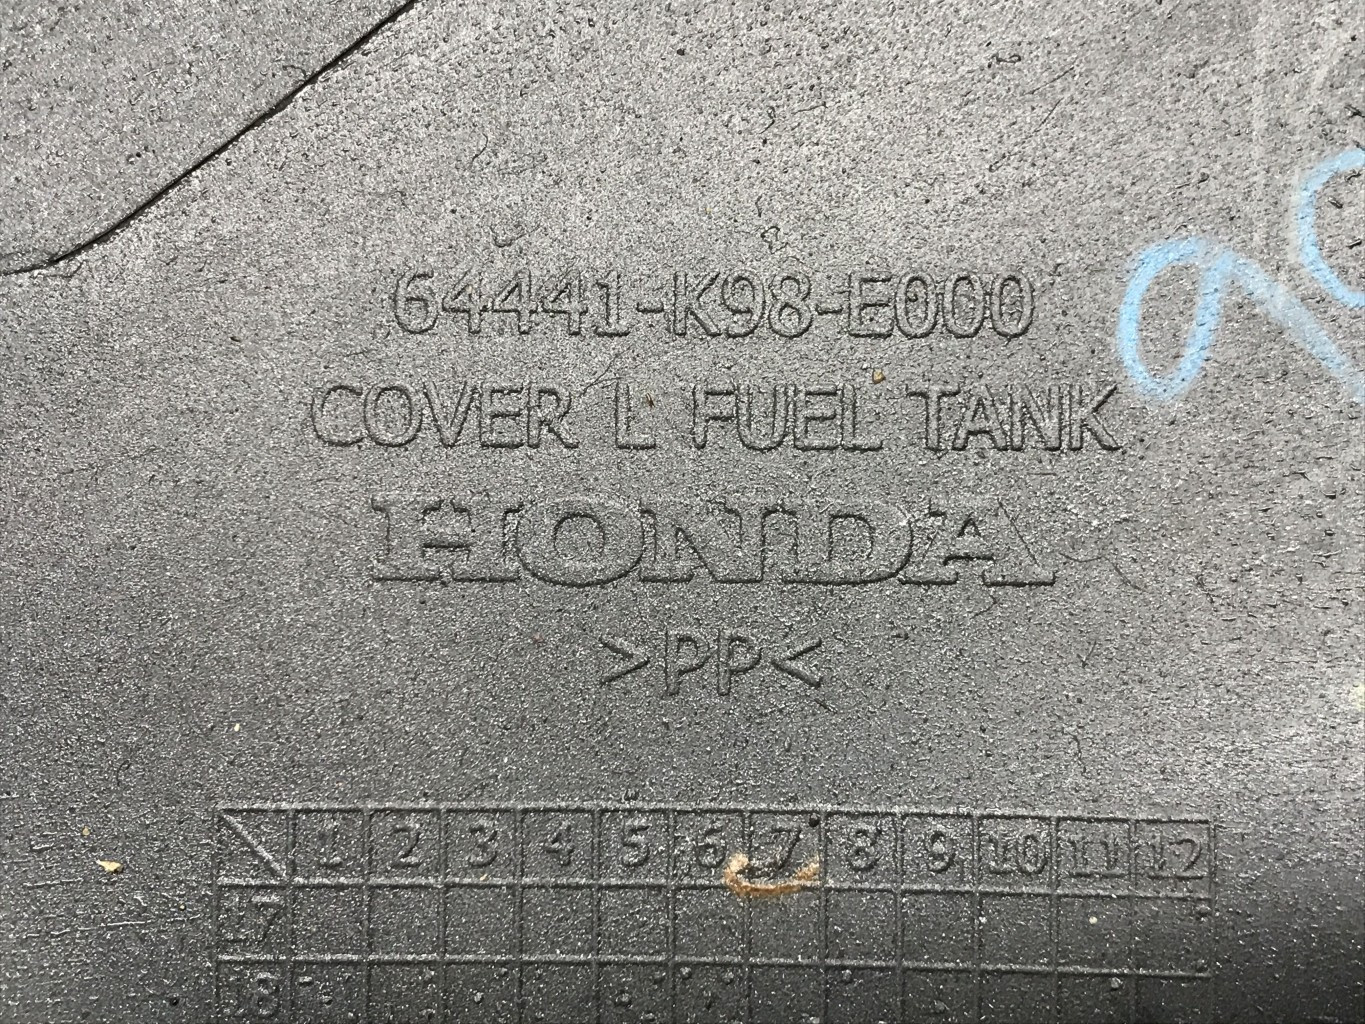 64441-K98-E000
COVER L FUEL TANK
HONDA
>PP<
1 2 3 4 5 6 7 8 9 10 11 12
17
18